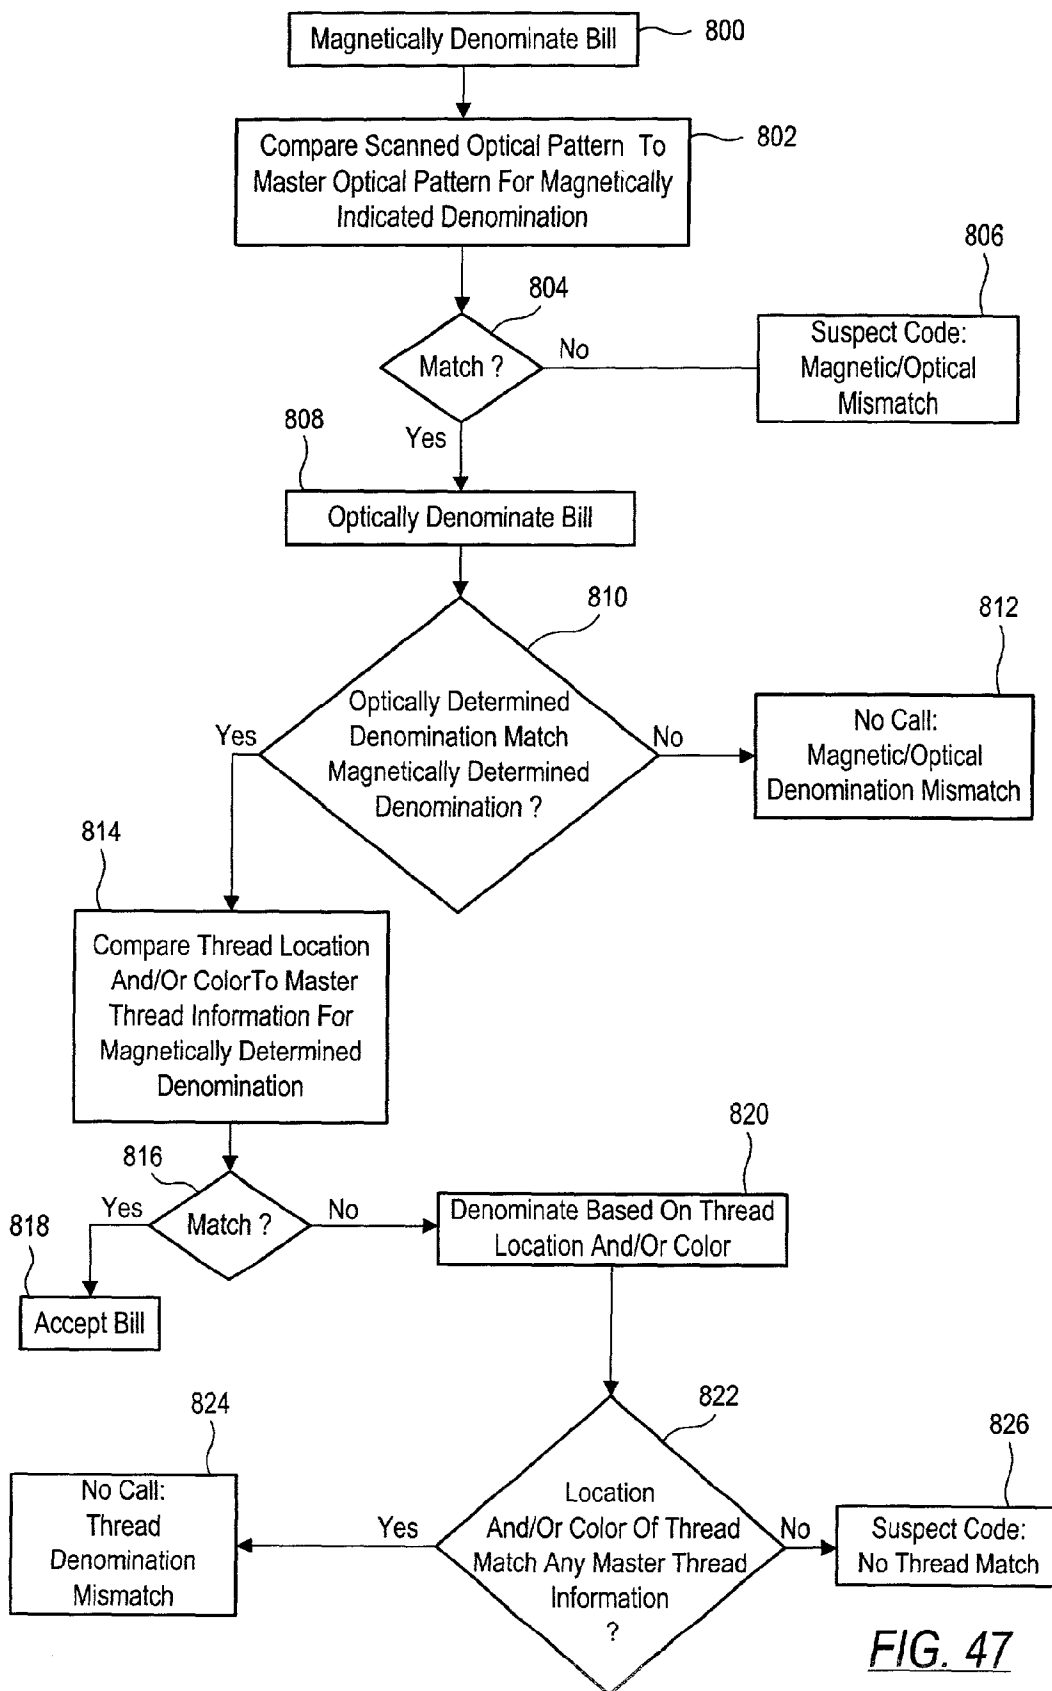 Magnetically Denominate Bill
800
Compare Scanned Optical Pattern To
Master Optical Pattern For Magnetically
Indicated Denomination
802
804
Match ?
No
806
Suspect Code:
Magnetic/Optical
Mismatch
Yes
808
Optically Denominate Bill
810
Optically Determined
Denomination Match
Magnetically Determined
Denomination ?
Yes
No
812
No Call:
Magnetic/Optical
Denomination Mismatch
814
Compare Thread Location
And/Or ColorTo Master
Thread Information For
Magnetically Determined
Denomination
816
Match ?
Yes
No
818
Accept Bill
820
Denominate Based On Thread
Location And/Or Color
822
Location
And/Or Color Of Thread
Match Any Master Thread
Information
?
Yes
No
824
No Call:
Thread
Denomination
Mismatch
826
Suspect Code:
No Thread Match
FIG. 47